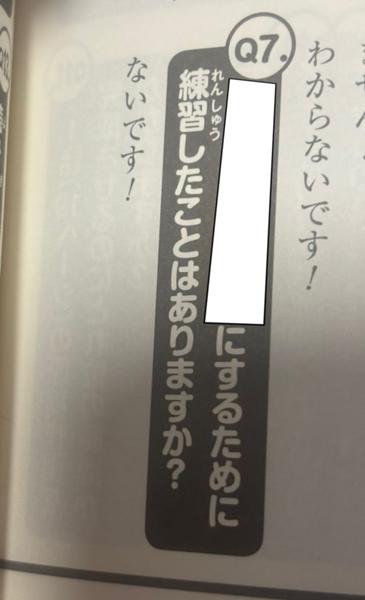 わからないです！
Q7.
にするために
練習したことはありますか？
れんしゅう
ないです！